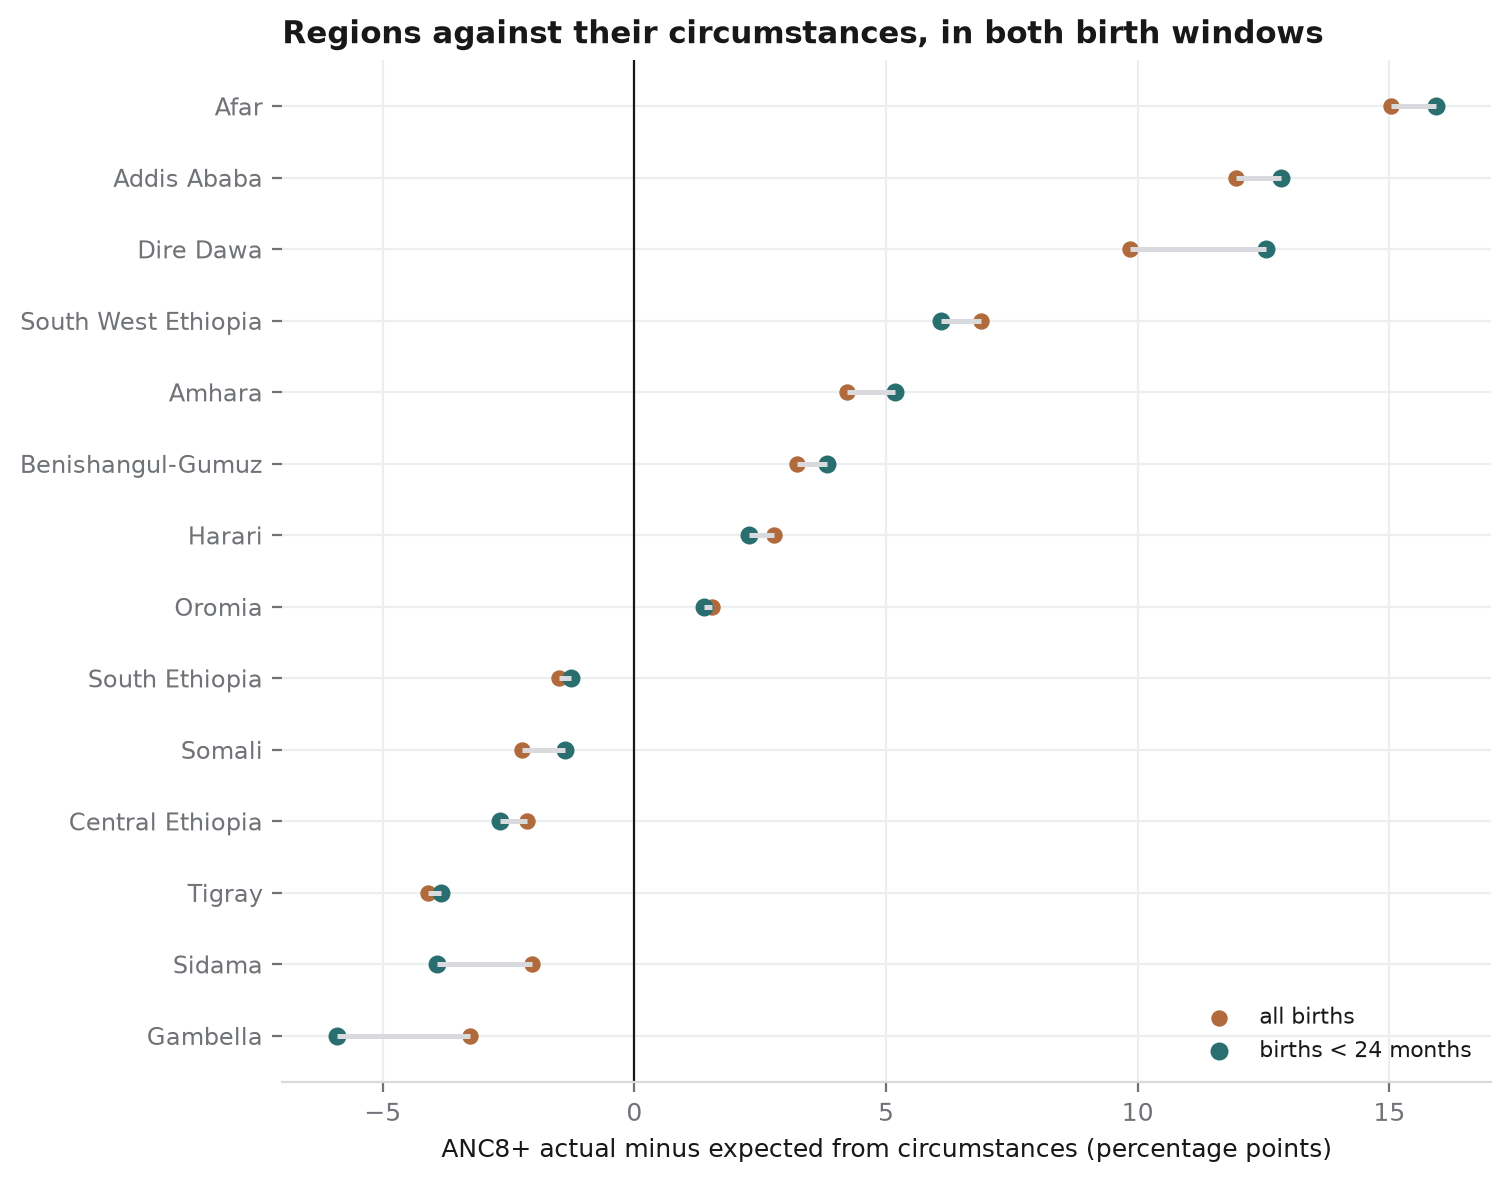 Regions against their circumstances, in both birth windows
Afar
Addis Ababa
Dire Dawa
South West Ethiopia
Amhara
Benishangul-Gumuz
Harari
Oromia
South Ethiopia
Somali
Central Ethiopia
Tigray
Sidama
Gambella
all births
births < 24 months
−5 0 5 10 15
ANC8+ actual minus expected from circumstances (percentage points)